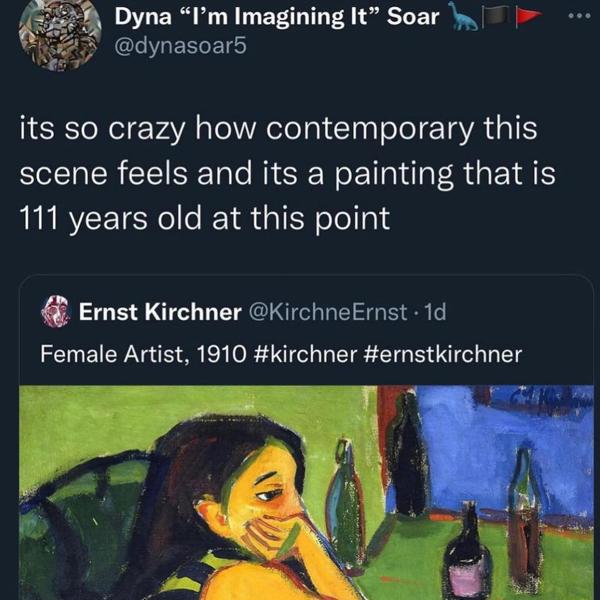 Dyna “I’m Imagining It” Soar 🦕🏴🚩
@dynasoar5
its so crazy how contemporary this
scene feels and its a painting that is
111 years old at this point
Ernst Kirchner @KirchneErnst · 1d
Female Artist, 1910 #kirchner #ernstkirchner